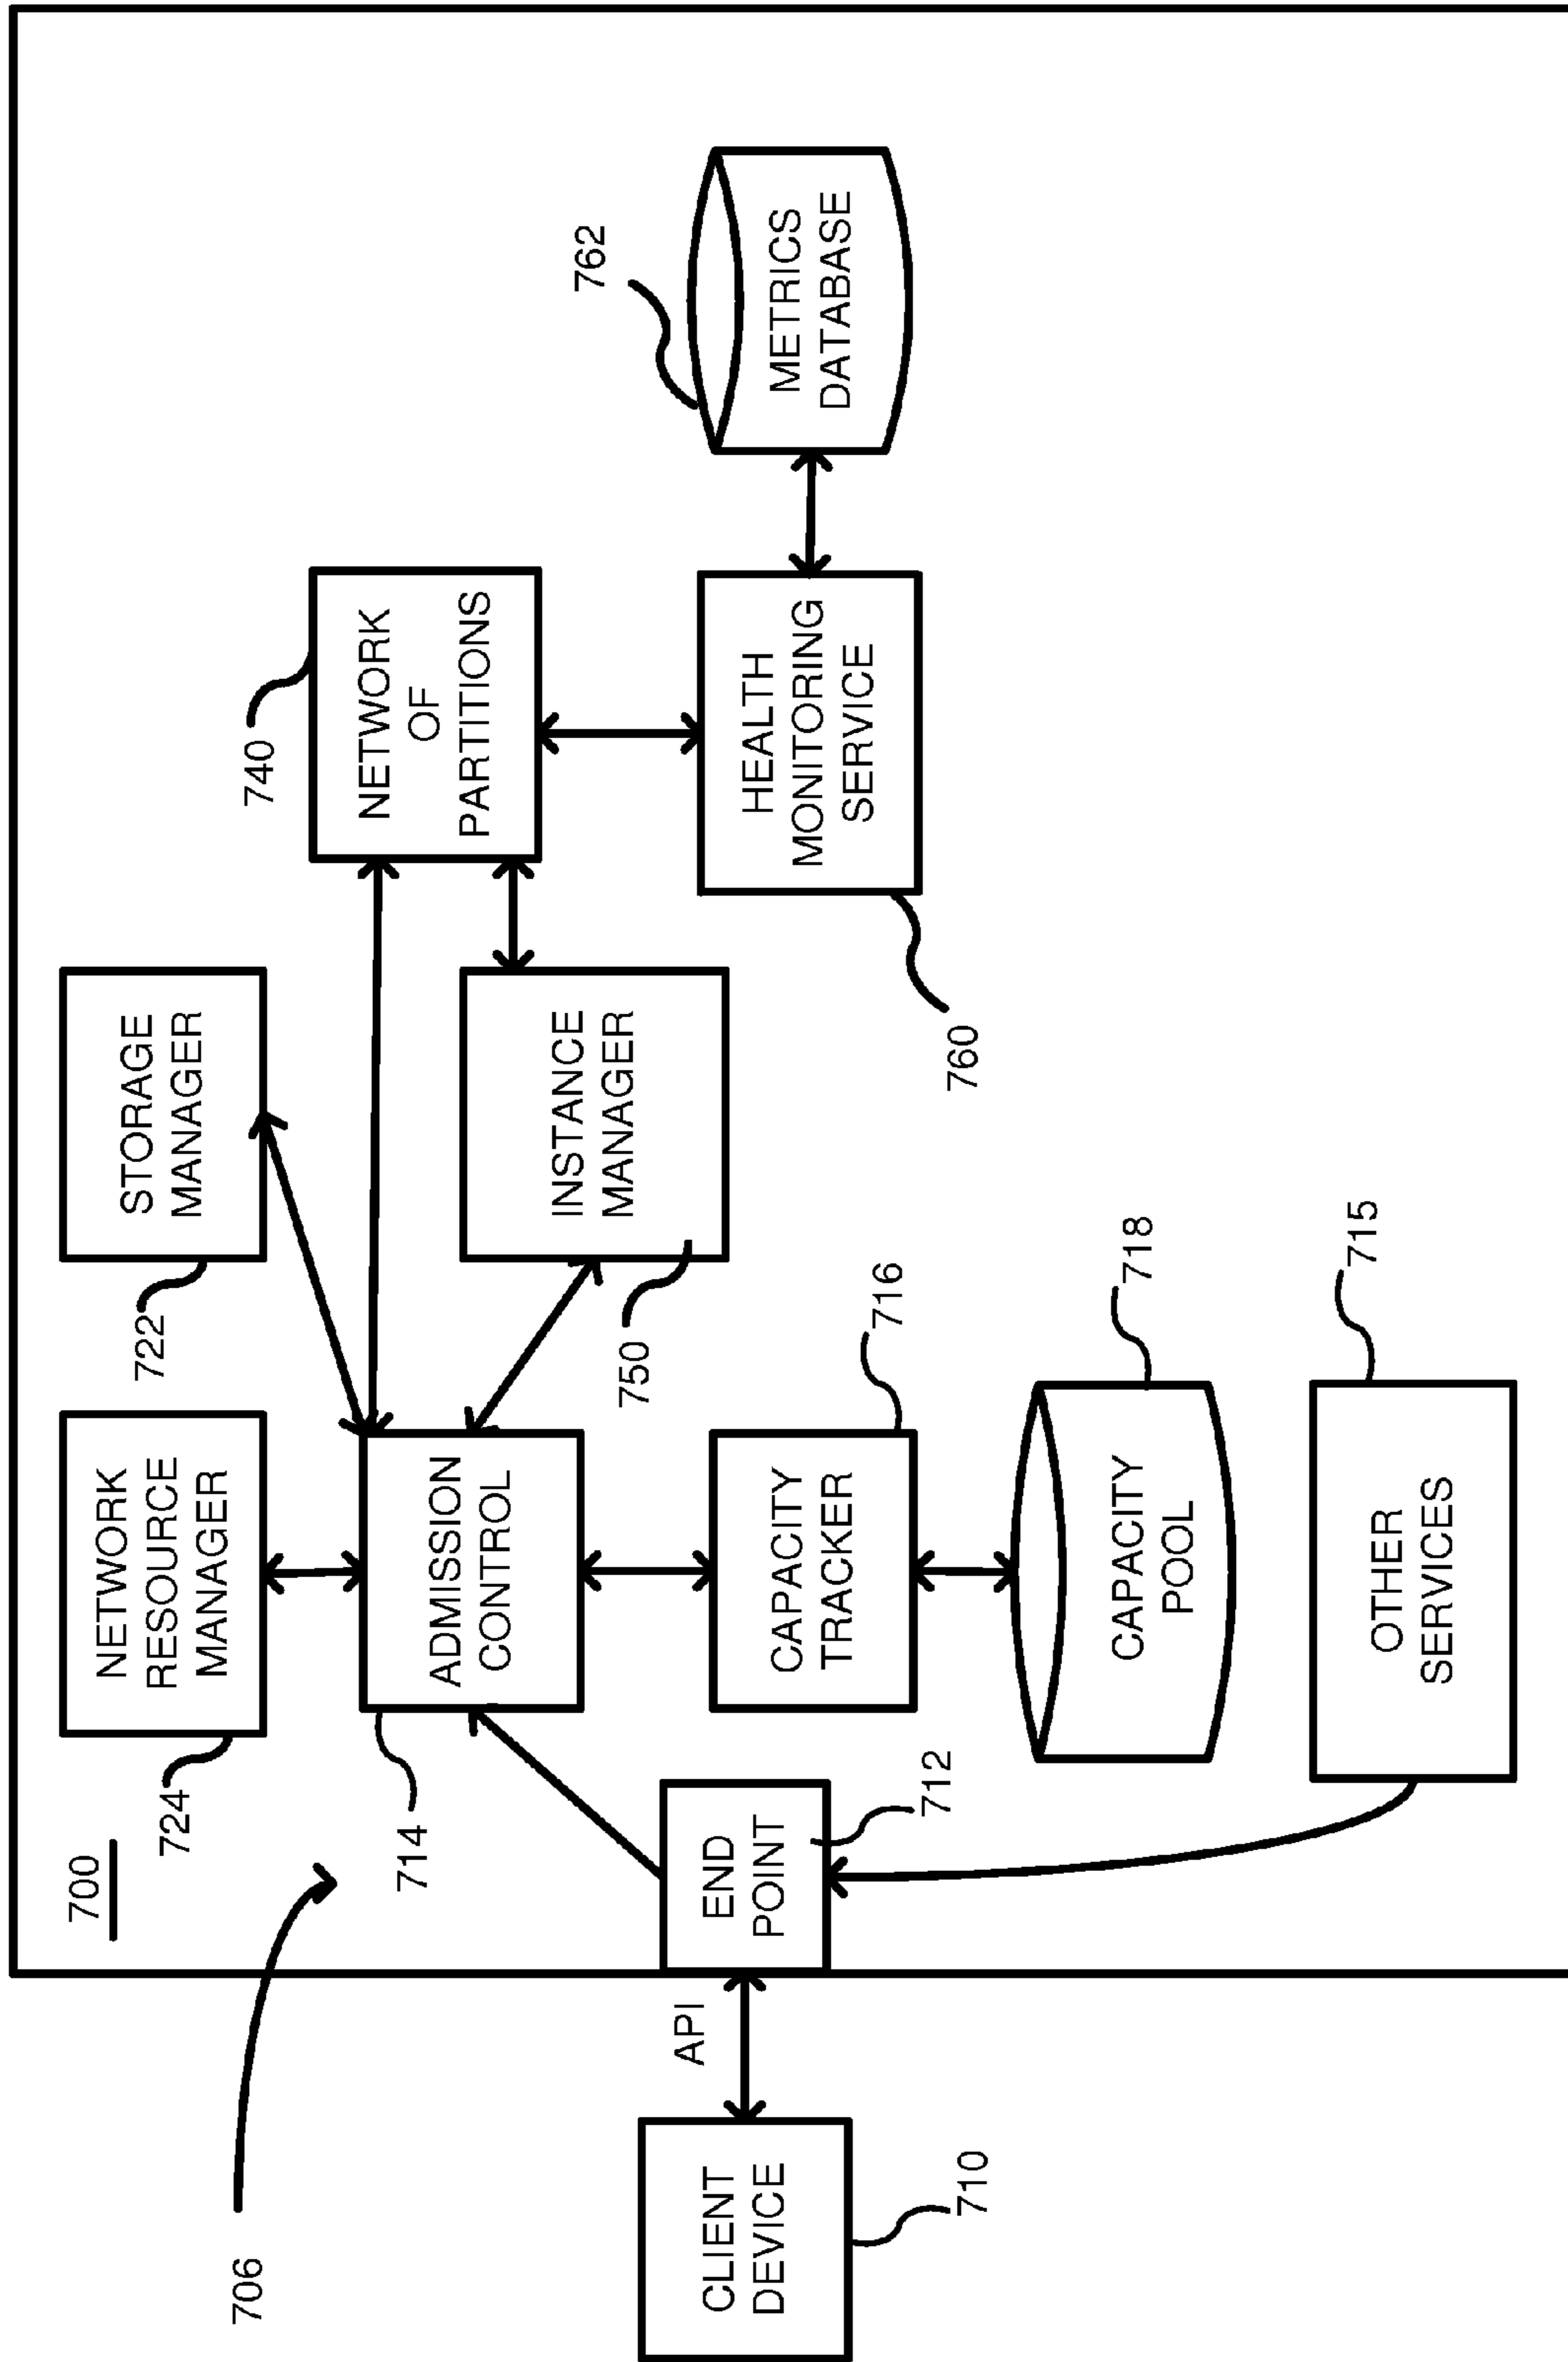 700
706
724
NETWORK
RESOURCE
MANAGER
722
STORAGE
MANAGER
714
ADMISSION
CONTROL
740
NETWORK
OF
PARTITIONS
750
INSTANCE
MANAGER
762
METRICS
DATABASE
CLIENT
DEVICE
710
API
END
POINT
712
CAPACITY
TRACKER
716
HEALTH
MONITORING
SERVICE
760
CAPACITY
POOL
718
OTHER
SERVICES
715